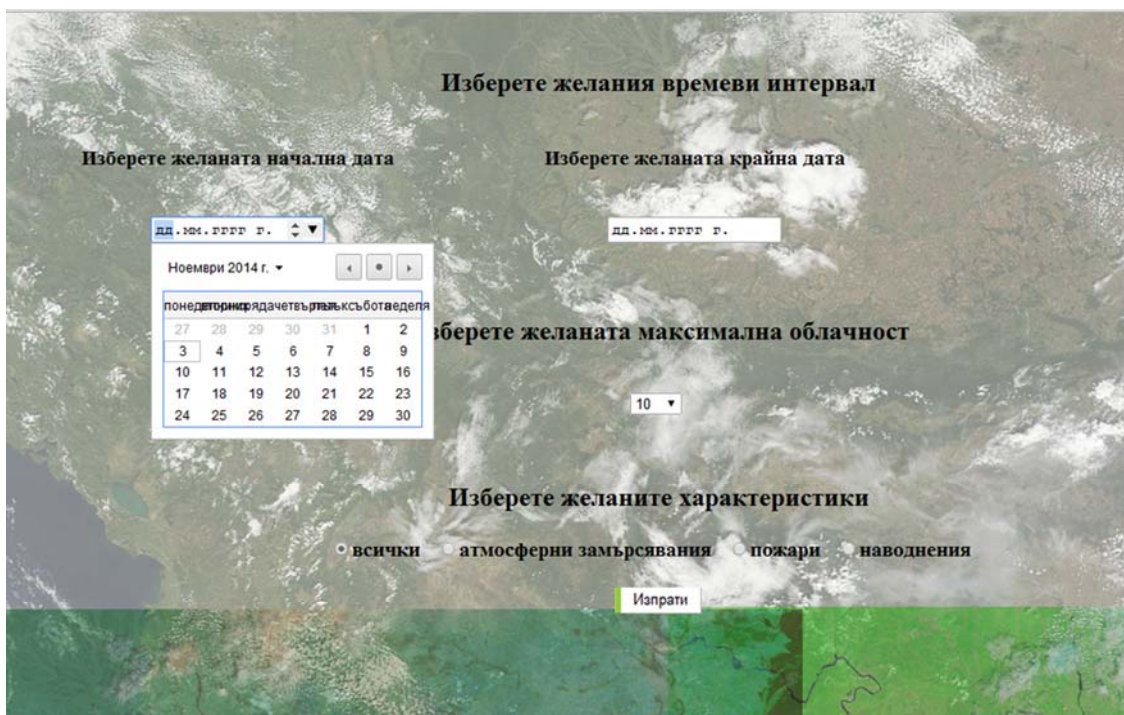 Изберете желания времеви интервал
Изберете желаната начална дата
Изберете желаната крайна дата
дд.мм.гггг г.
дд.мм.гггг г.
Ноември 2014 г.
събота неделя
27 28 29 30 31 1 2
3 4 5 6 7 8 9
10 11 12 13 14 15 16
17 18 19 20 21 22 23
24 25 26 27 28 29 30
зберете желаната максимална облачност
10
Изберете желаните характеристики
всички атмосферни замърсявания пожари наводнения
Изпрати